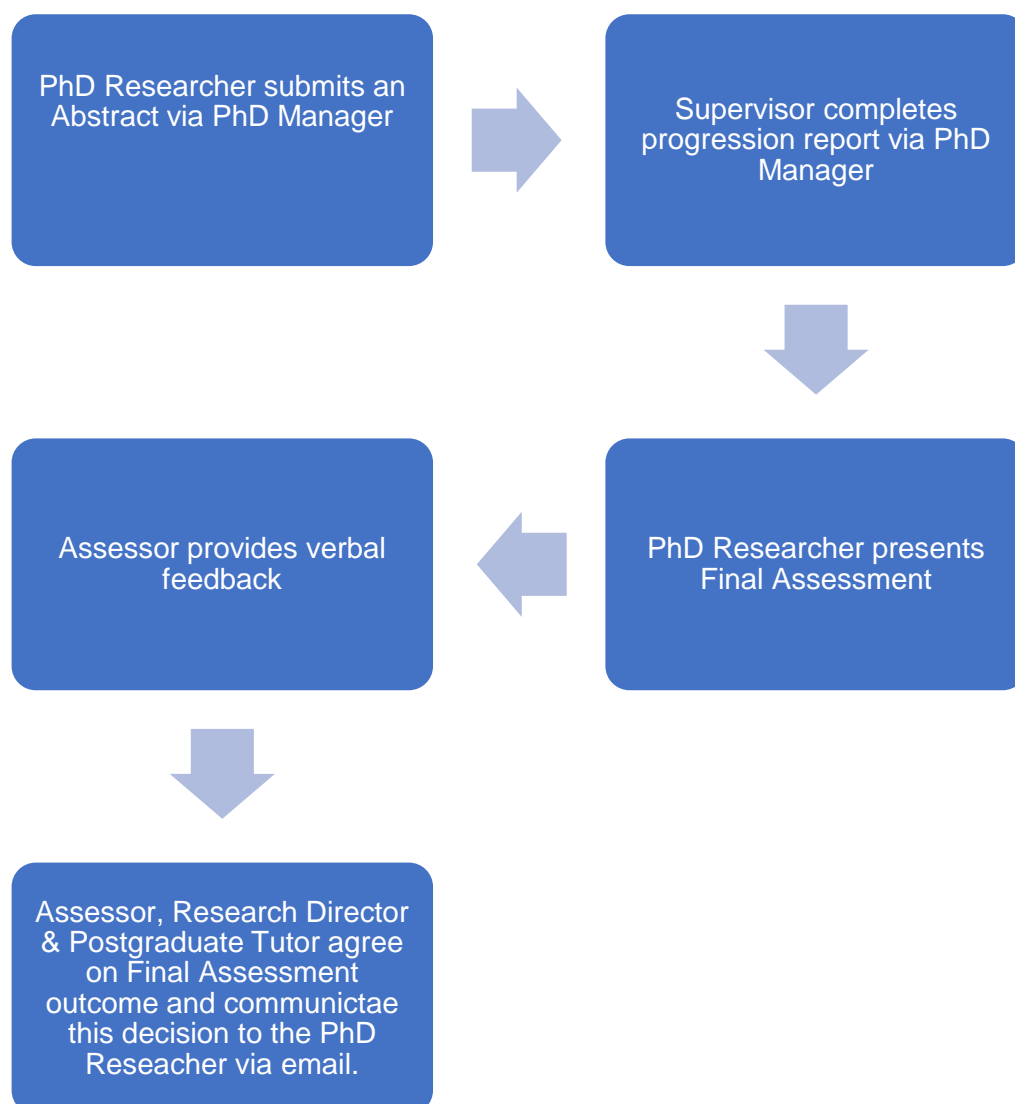 PhD Researcher submits an
Abstract via PhD Manager
Supervisor completes
progression report via PhD
Manager
PhD Researcher presents
Final Assessment
Assessor provides verbal
feedback
Assessor, Research Director
& Postgraduate Tutor agree
on Final Assessment
outcome and communictae
this decision to the PhD
Reseacher via email.